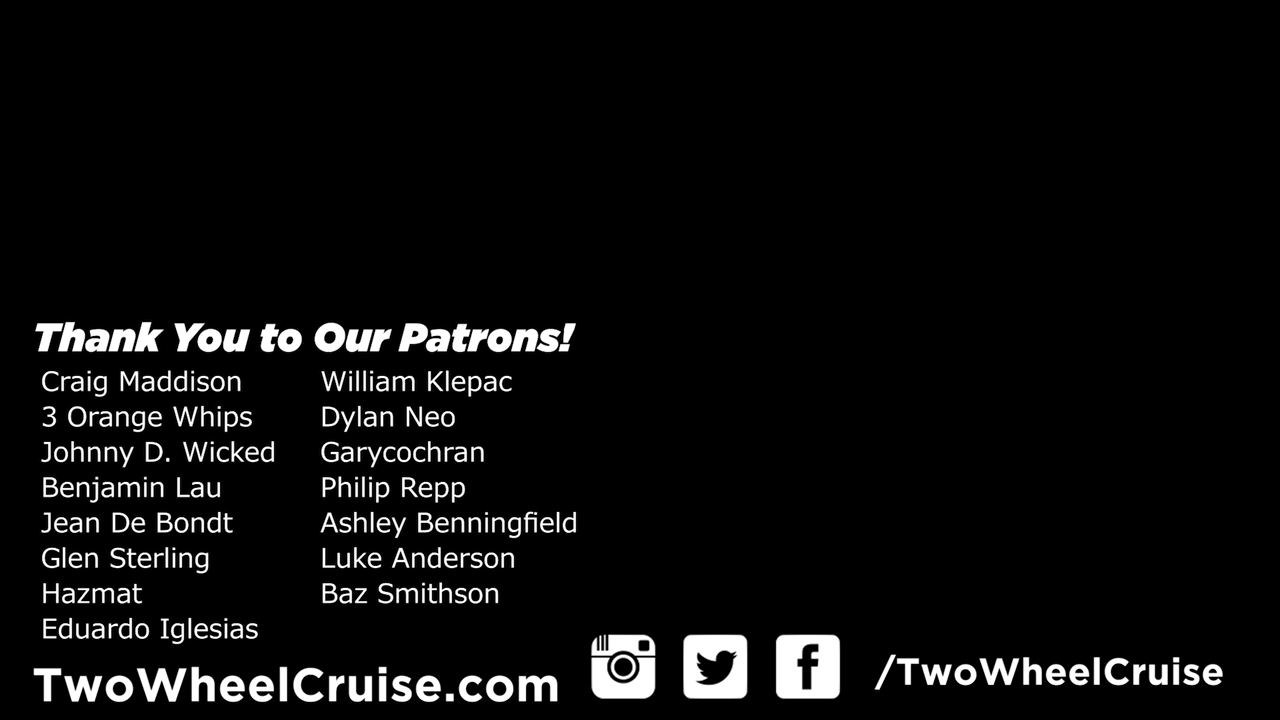 Thank You to Our Patrons!
Craig Maddison
3 Orange Whips
Johnny D. Wicked
Benjamin Lau
Jean De Bondt
Glen Sterling
Hazmat
Eduardo Iglesias
William Klepac
Dylan Neo
Garycochran
Philip Repp
Ashley Benningfield
Luke Anderson
Baz Smithson
TwoWheelCruise.com
/TwoWheelCruise